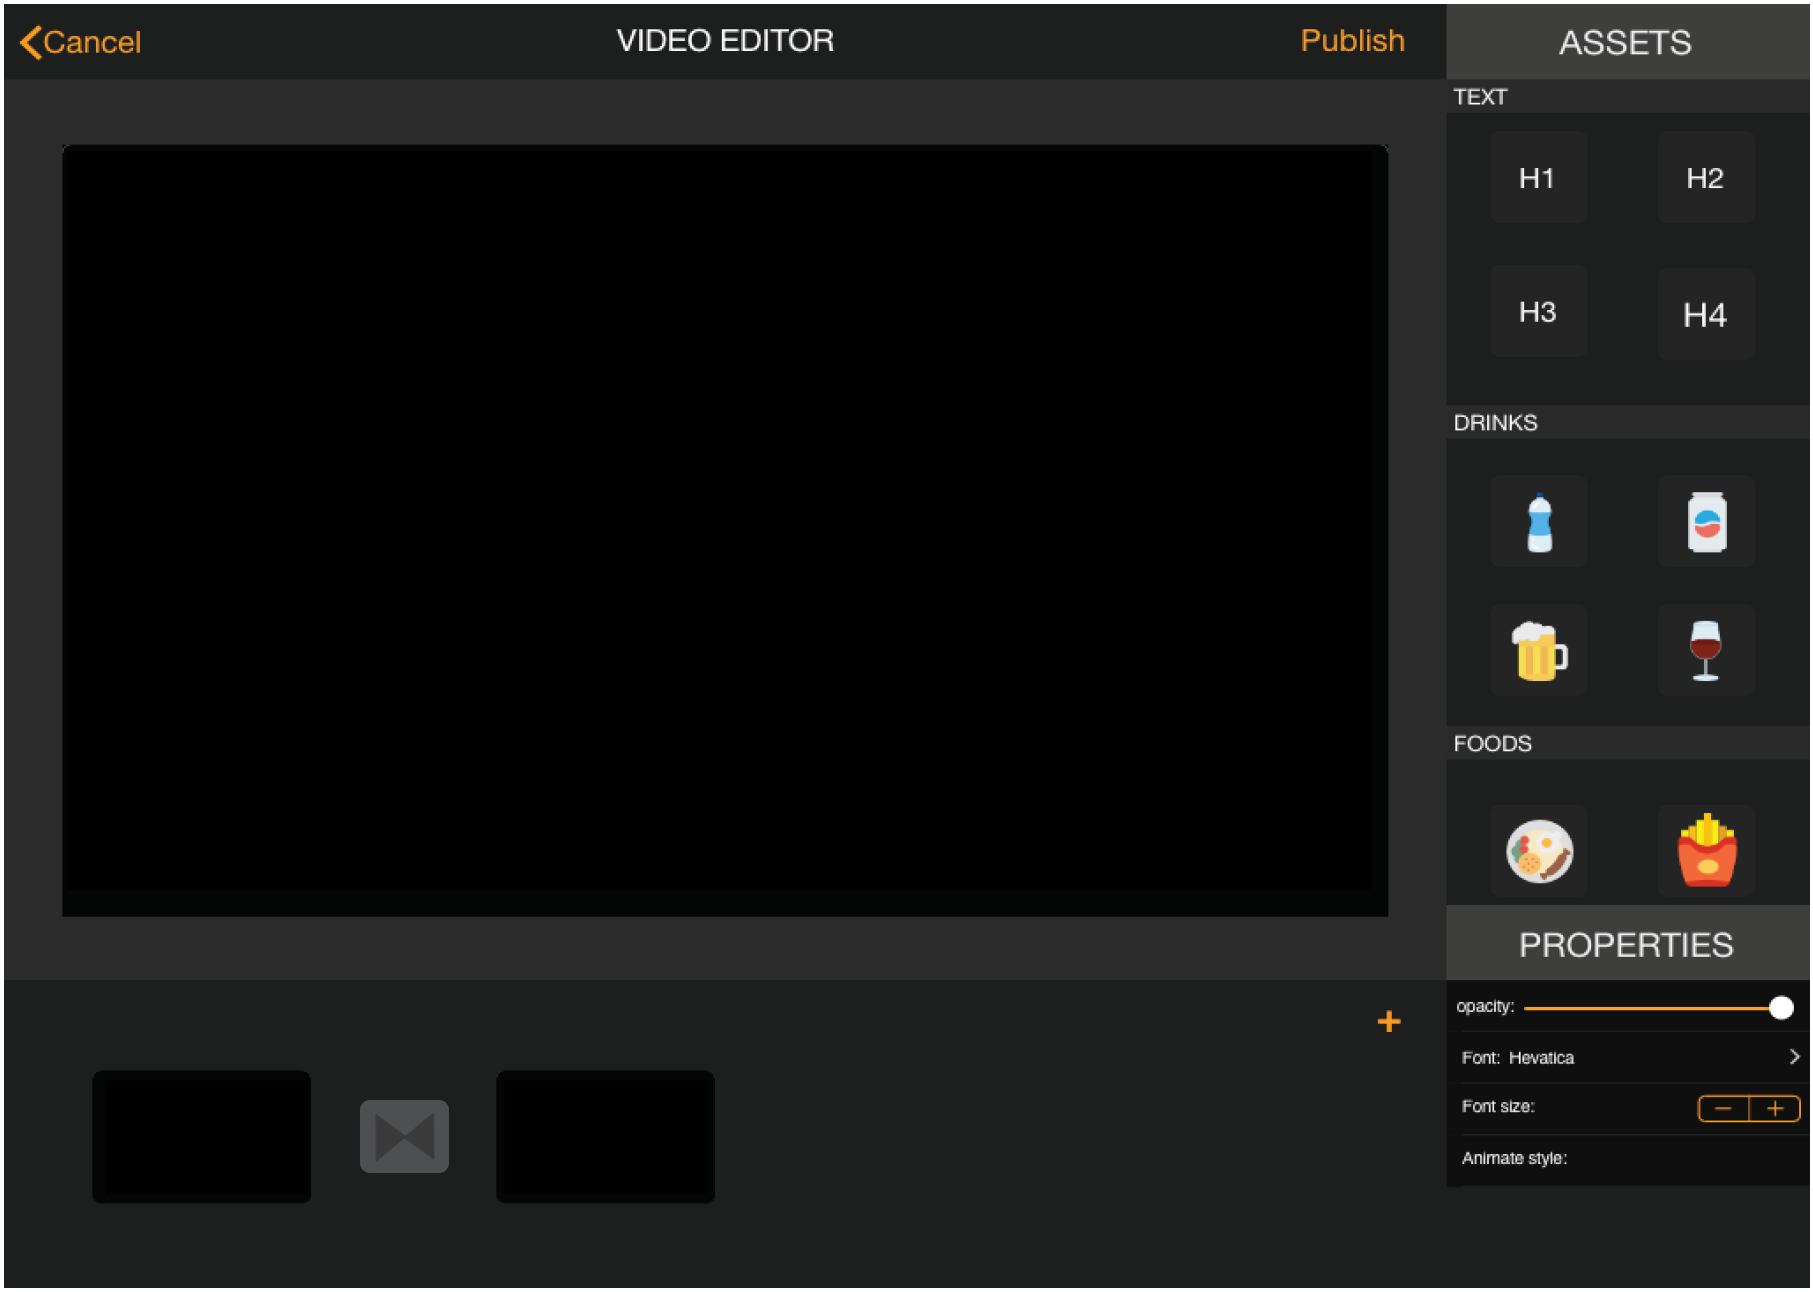 Cancel
VIDEO EDITOR
Publish
ASSETS
TEXT
H1
H2
H3
H4
DRINKS
FOODS
PROPERTIES
opacity:
Font: Hevatica
Font size:
Animate style: